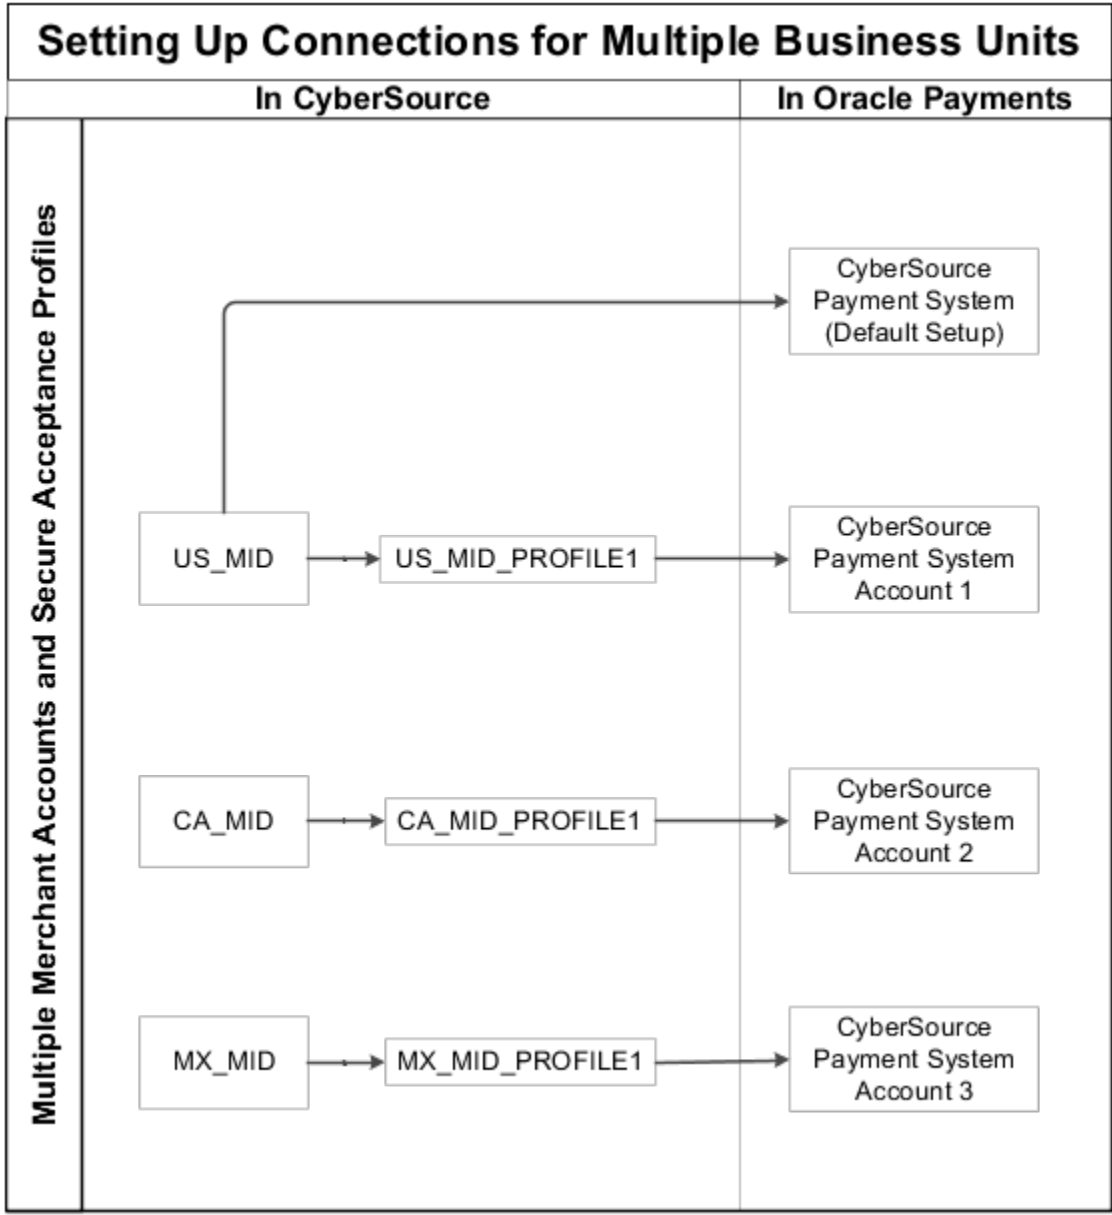 Setting Up Connections for Multiple Business Units
In CyberSource
In Oracle Payments
Multiple Merchant Accounts and Secure Acceptance Profiles
CyberSource
Payment System
(Default Setup)
US_MID
US_MID_PROFILE1
CyberSource
Payment System
Account 1
CA_MID
CA_MID_PROFILE1
CyberSource
Payment System
Account 2
MX_MID
MX_MID_PROFILE1
CyberSource
Payment System
Account 3